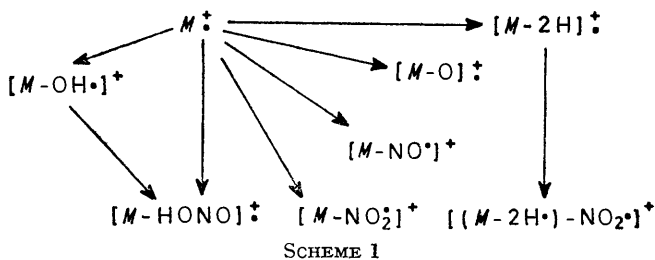 M⁺̣ [M-2H]⁺̣
[M-OH•]⁺ [M-O]⁺̣
[M-NO•]⁺
[M-HONO]⁺̣ [M-NO₂•]⁺ [(M-2H•)-NO₂•]⁺
SCHEME 1